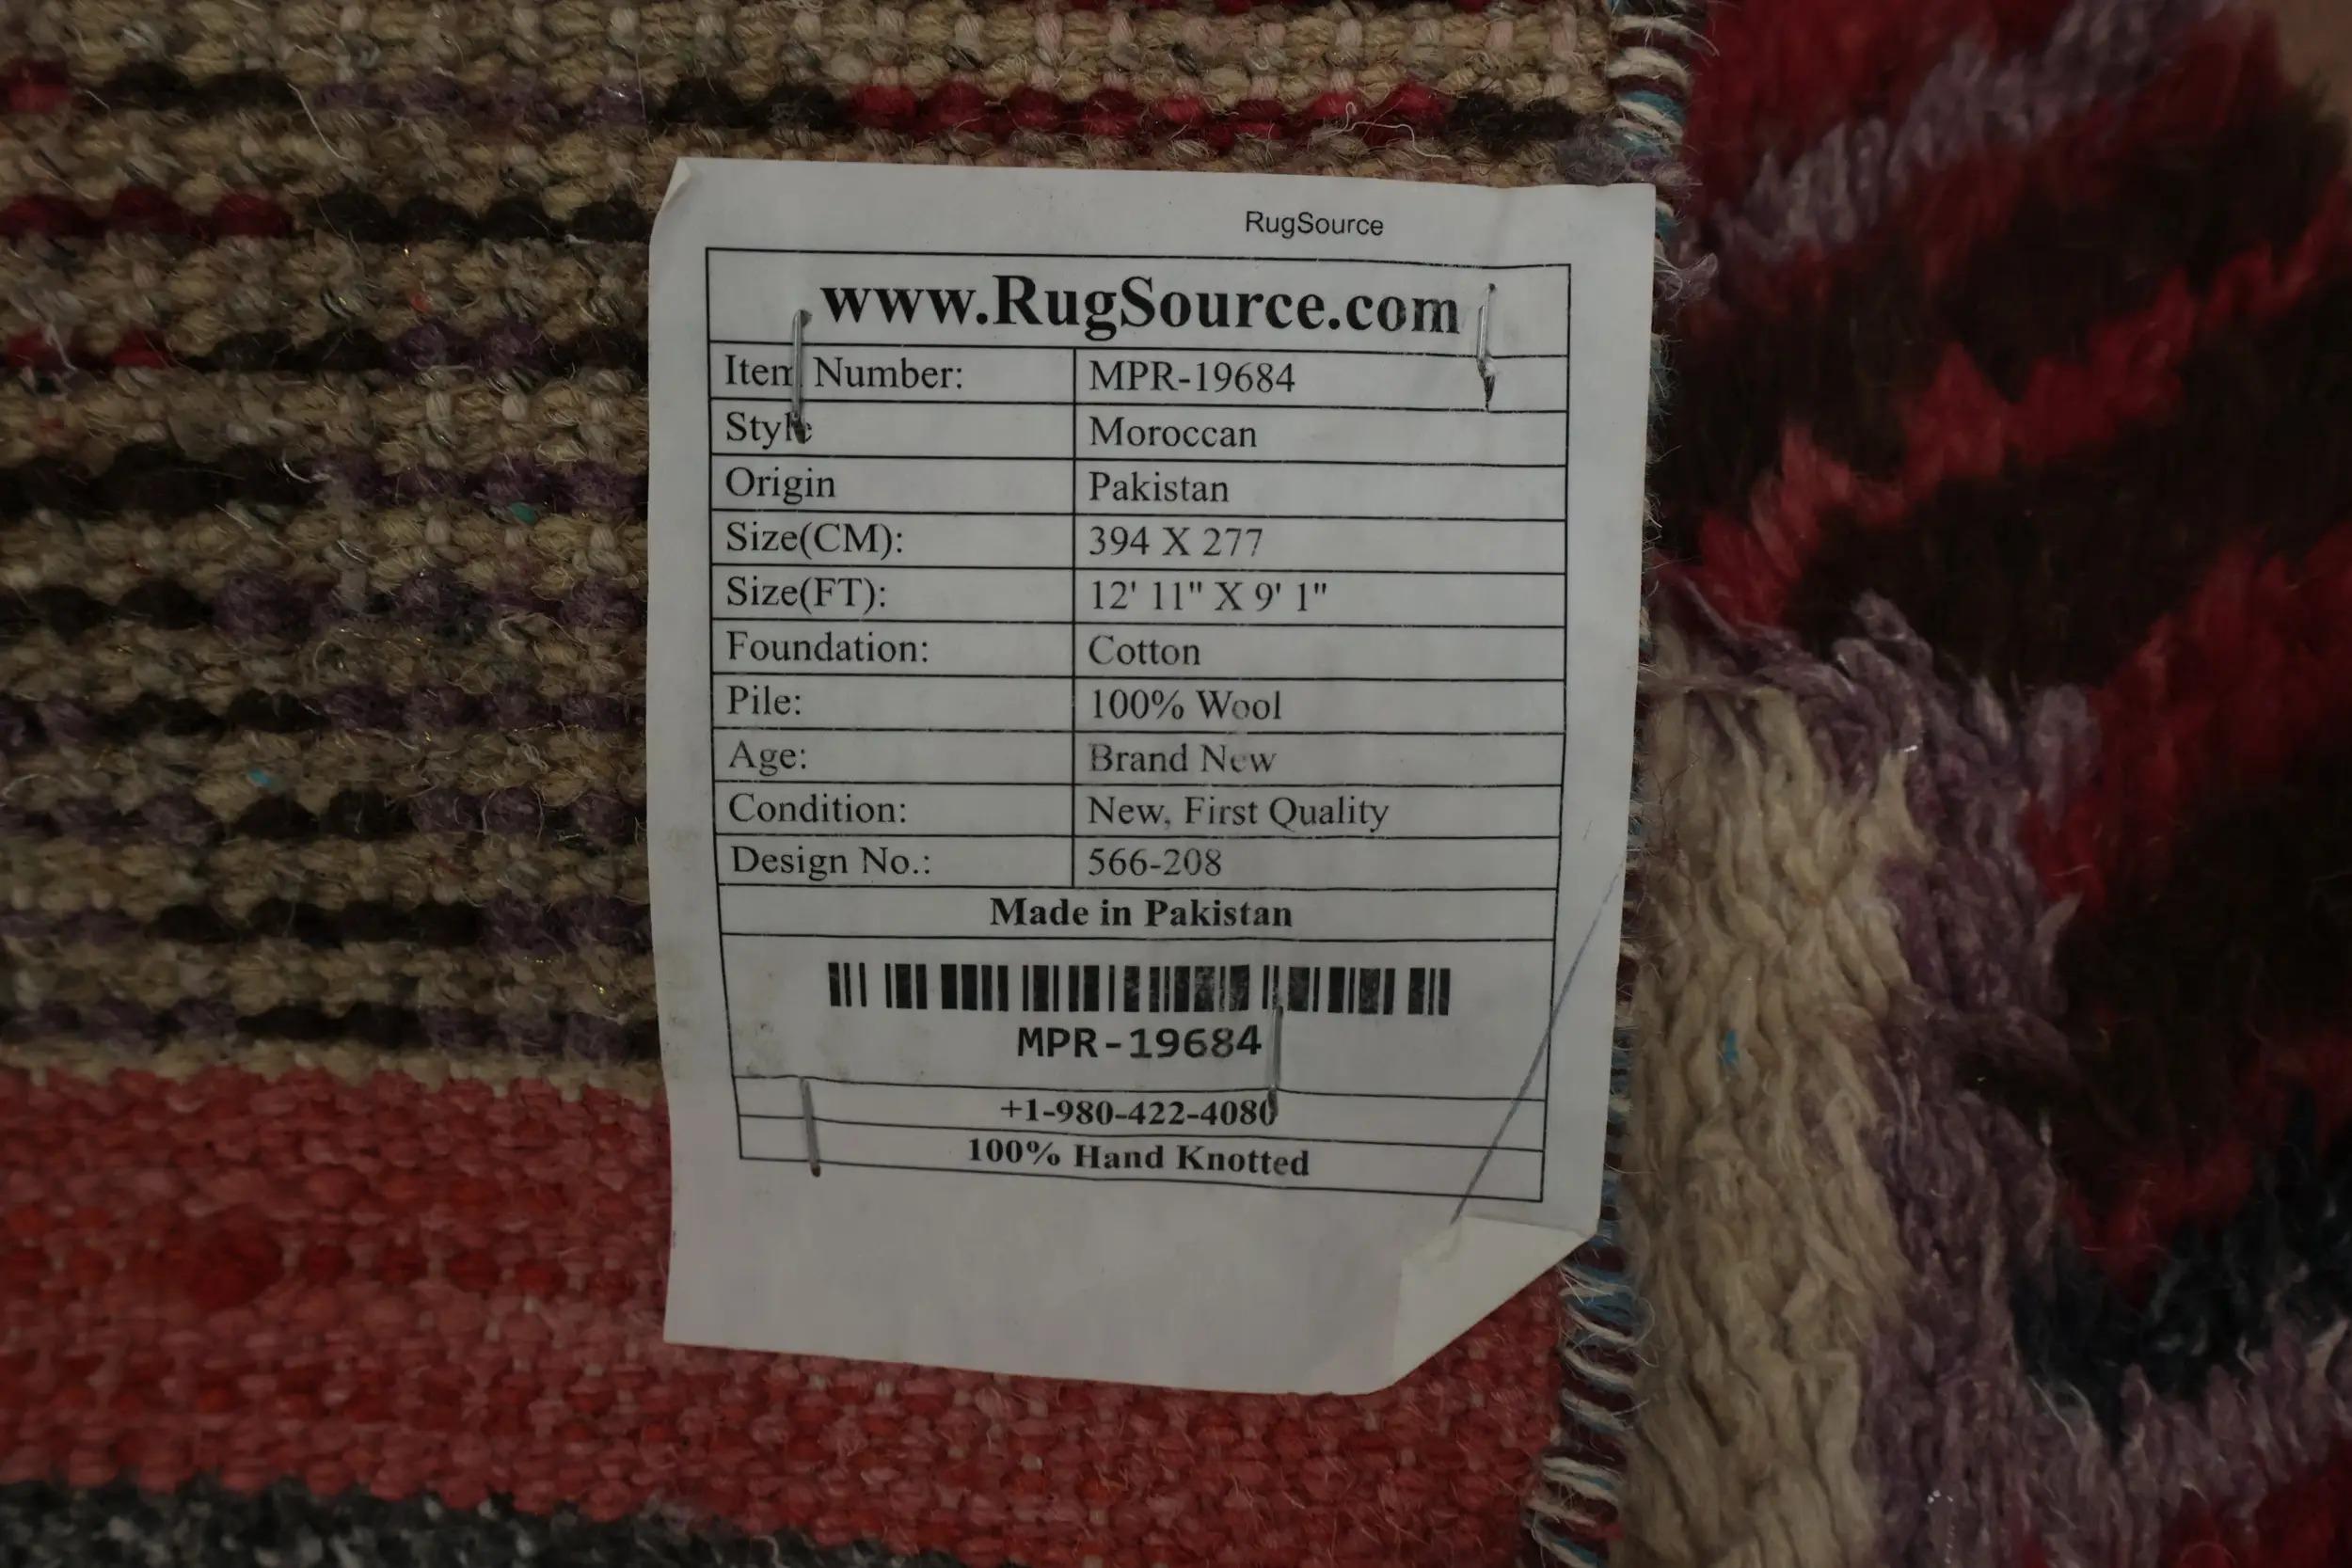 RugSource
www.RugSource.com
Item Number: MPR-19684
Style Moroccan
Origin Pakistan
Size(CM): 394 X 277
Size(FT): 12' 11" X 9' 1"
Foundation: Cotton
Pile: 100% Wool
Age: Brand New
Condition: New, First Quality
Design No.: 566-208
Made in Pakistan
MPR-19684
+1-980-422-4080
100% Hand Knotted